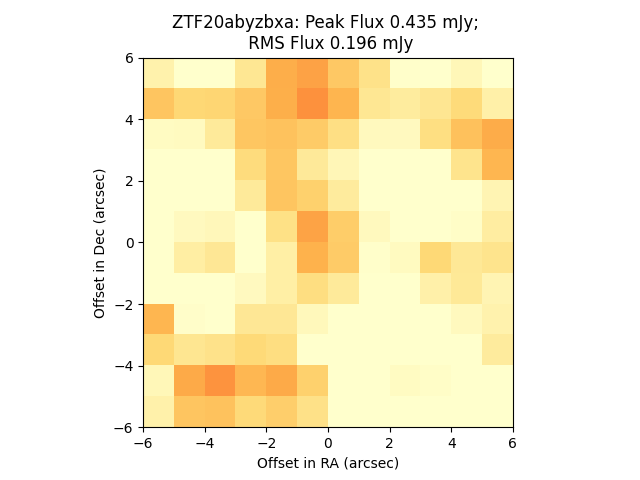 ZTF20abyzbxa: Peak Flux 0.435 mJy;
RMS Flux 0.196 mJy
6
4
2
0
−2
−4
−6
Offset in Dec (arcsec)
−6 −4 −2 0 2 4 6
Offset in RA (arcsec)